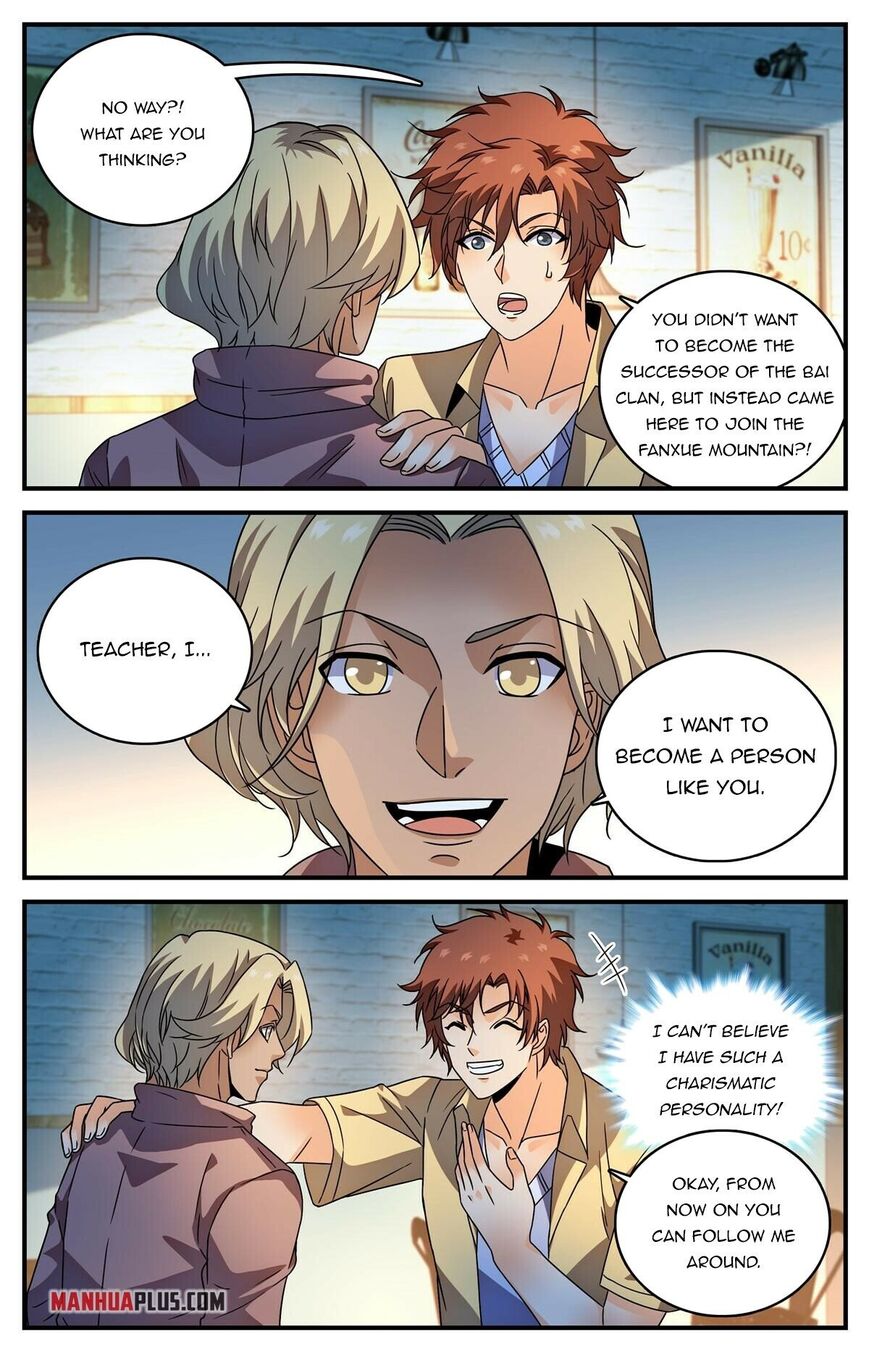 NO WAY?!
WHAT ARE YOU
THINKING?
Vanilla
10¢
YOU DIDN'T WANT
TO BECOME THE
SUCCESSOR OF THE BAI
CLAN, BUT INSTEAD CAME
HERE TO JOIN THE
FANXUE MOUNTAIN?!
TEACHER, I...
I WANT TO
BECOME A PERSON
LIKE YOU.
Chocolate
Vanilla
I CAN'T BELIEVE
I HAVE SUCH A
CHARISMATIC
PERSONALITY!
OKAY, FROM
NOW ON YOU
CAN FOLLOW ME
AROUND.
MANHUAPLUS.COM